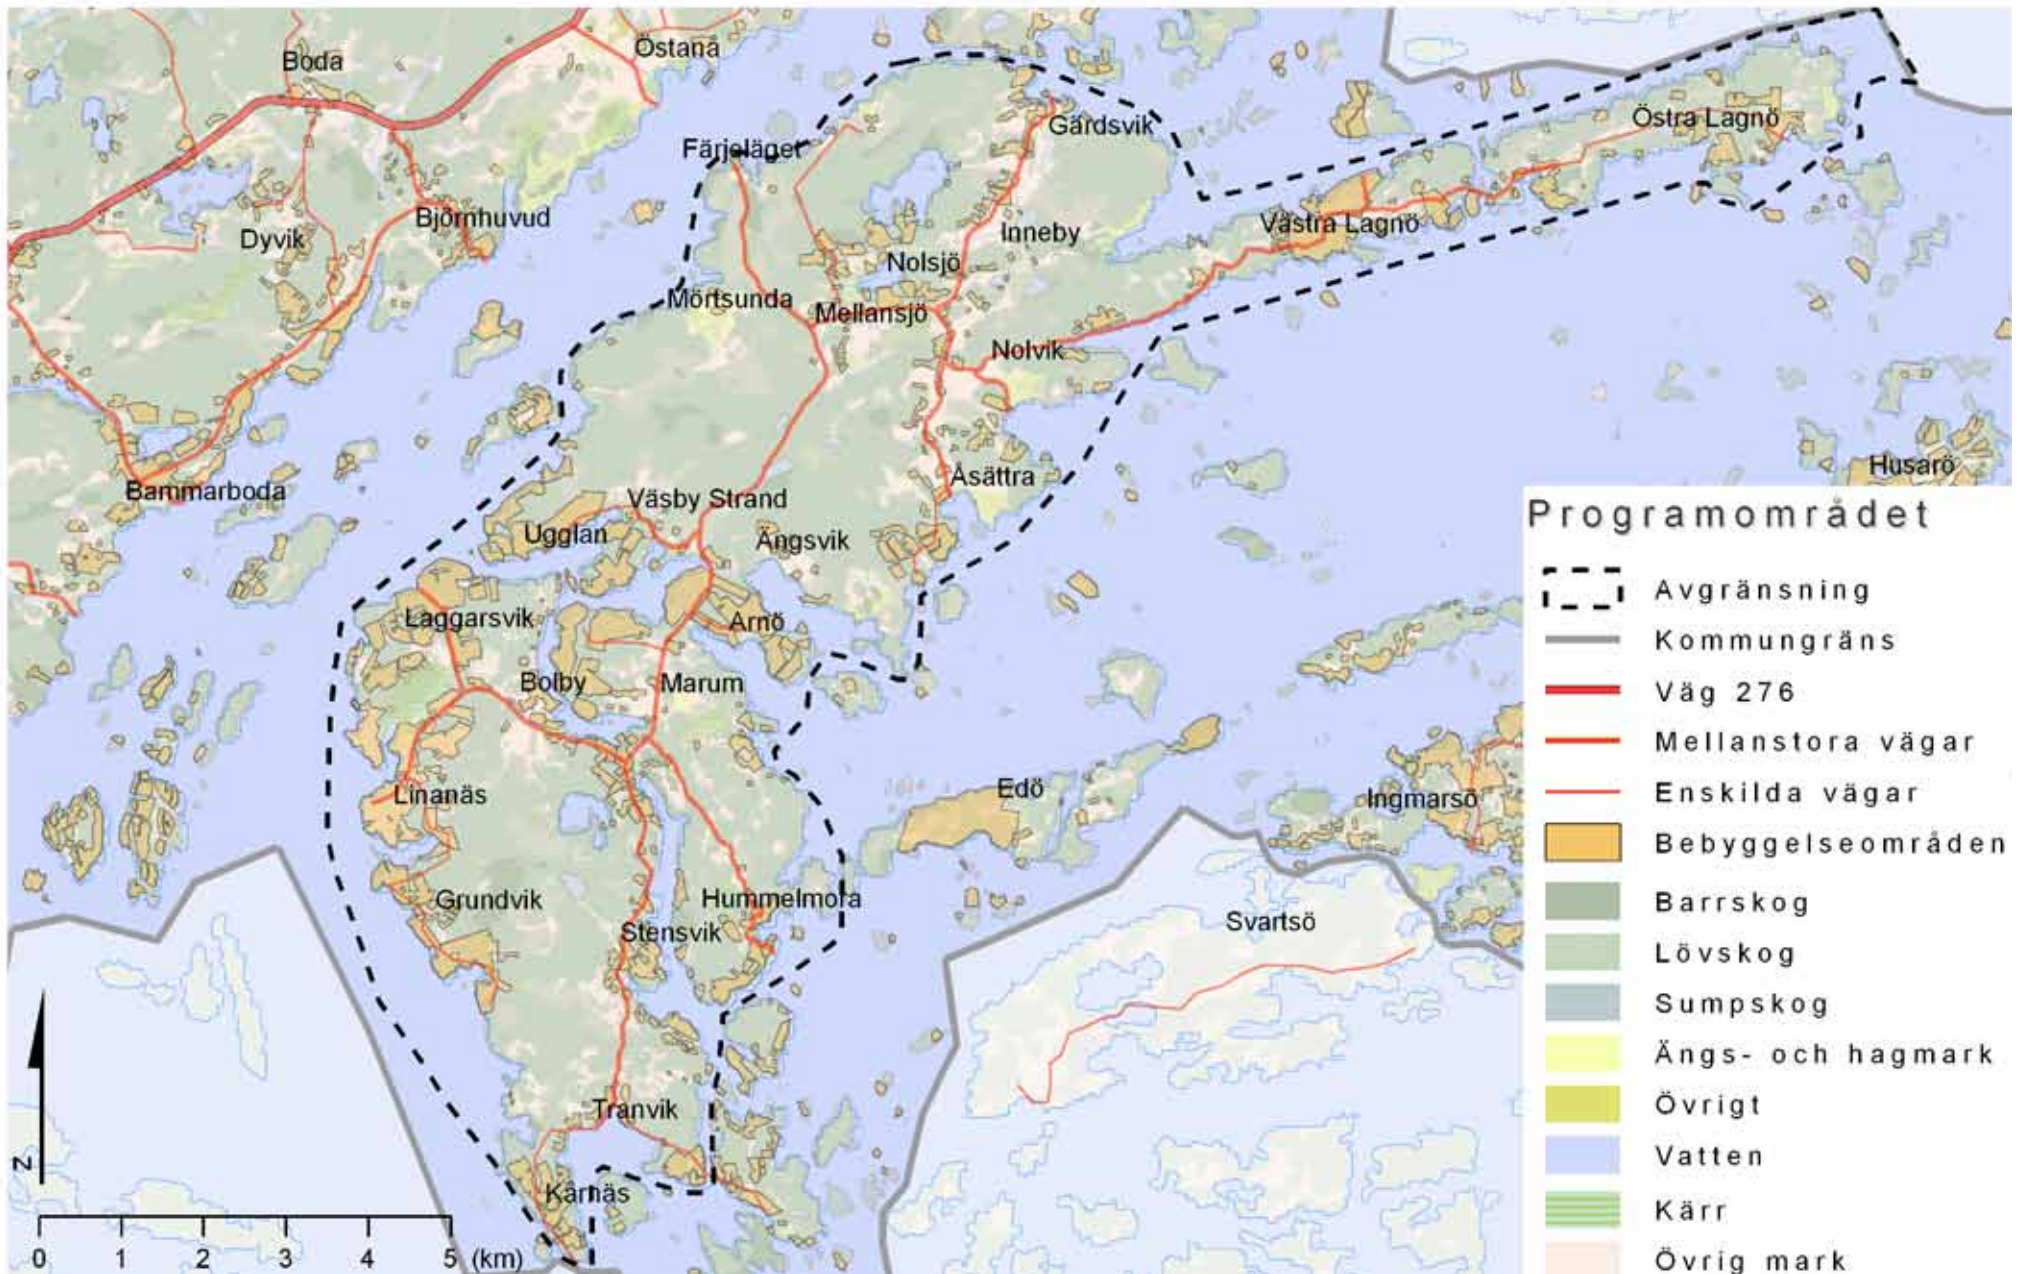 Boda
Östanå
Färjeläget
Gärdsvik
Östra Lagnö
Björnhuvud
Dyvik
Västra Lagnö
Inneby
Nolsjö
Mörtsunda
Mellansjö
Nolvik
Husarö
Åsättra
Bammarboda
Väsby Strand
Ugglan
Ängsvik
Laggarsvik
Arnö
Bolby
Marum
Linanäs
Edö
Ingmarsö
Grundvik
Hummelmora
Stensvik
Svartsö
Tranvik
Kårnäs
N
0 1 2 3 4 5 (km)
Programområdet
Avgränsning
Kommungräns
Väg 276
Mellanstora vägar
Enskilda vägar
Bebyggelseområden
Barrskog
Lövskog
Sumpskog
Ängs- och hagmark
Övrigt
Vatten
Kärr
Övrig mark